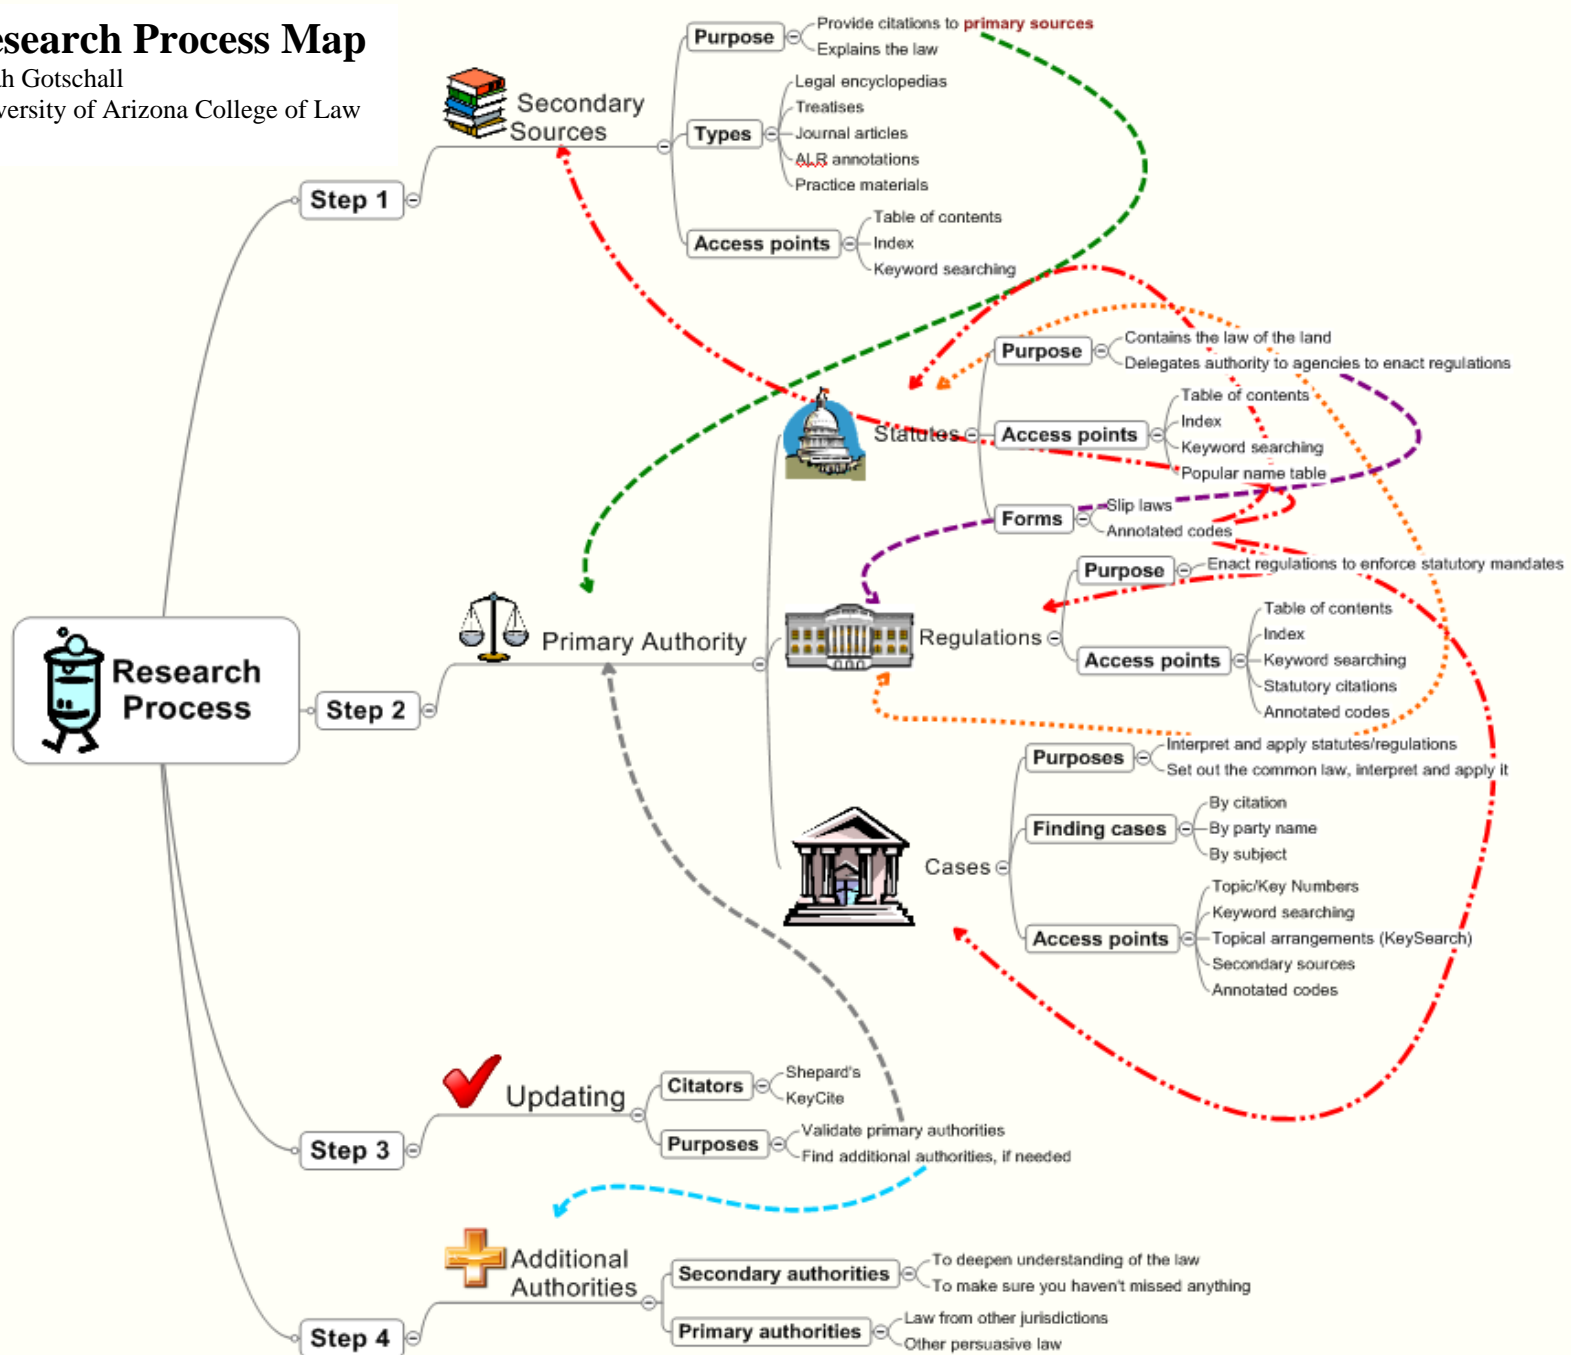 esearch Process Map
ah Gotschall
versity of Arizona College of Law
Research
Process
Step 1
Secondary
Sources
Purpose
Provide citations to primary sources
Explains the law
Types
Legal encyclopedias
Treatises
Journal articles
ALR annotations
Practice materials
Access points
Table of contents
Index
Keyword searching
Step 2
Primary Authority
Statutes
Purpose
Contains the law of the land
Delegates authority to agencies to enact regulations
Access points
Table of contents
Index
Keyword searching
Popular name table
Forms
Slip laws
Annotated codes
Regulations
Purpose
Enact regulations to enforce statutory mandates
Access points
Table of contents
Index
Keyword searching
Statutory citations
Annotated codes
Cases
Purposes
Interpret and apply statutes/regulations
Set out the common law, interpret and apply it
Finding cases
By citation
By party name
By subject
Access points
Topic/Key Numbers
Keyword searching
Topical arrangements (KeySearch)
Secondary sources
Annotated codes
Step 3
Updating
Citators
Shepard's
KeyCite
Purposes
Validate primary authorities
Find additional authorities, if needed
Step 4
Additional
Authorities
Secondary authorities
To deepen understanding of the law
To make sure you haven't missed anything
Primary authorities
Law from other jurisdictions
Other persuasive law